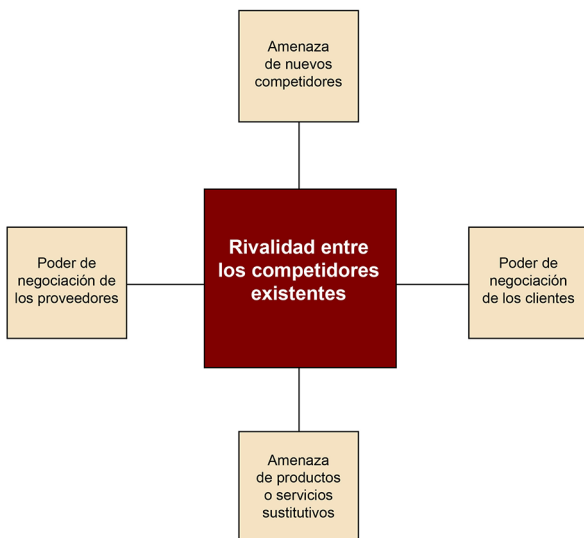 Amenaza
de nuevos
competidores
Poder de
negociación de
los proveedores
Rivalidad entre
los competidores
existentes
Poder de
negociación
de los clientes
Amenaza
de productos
o servicios
sustitutivos